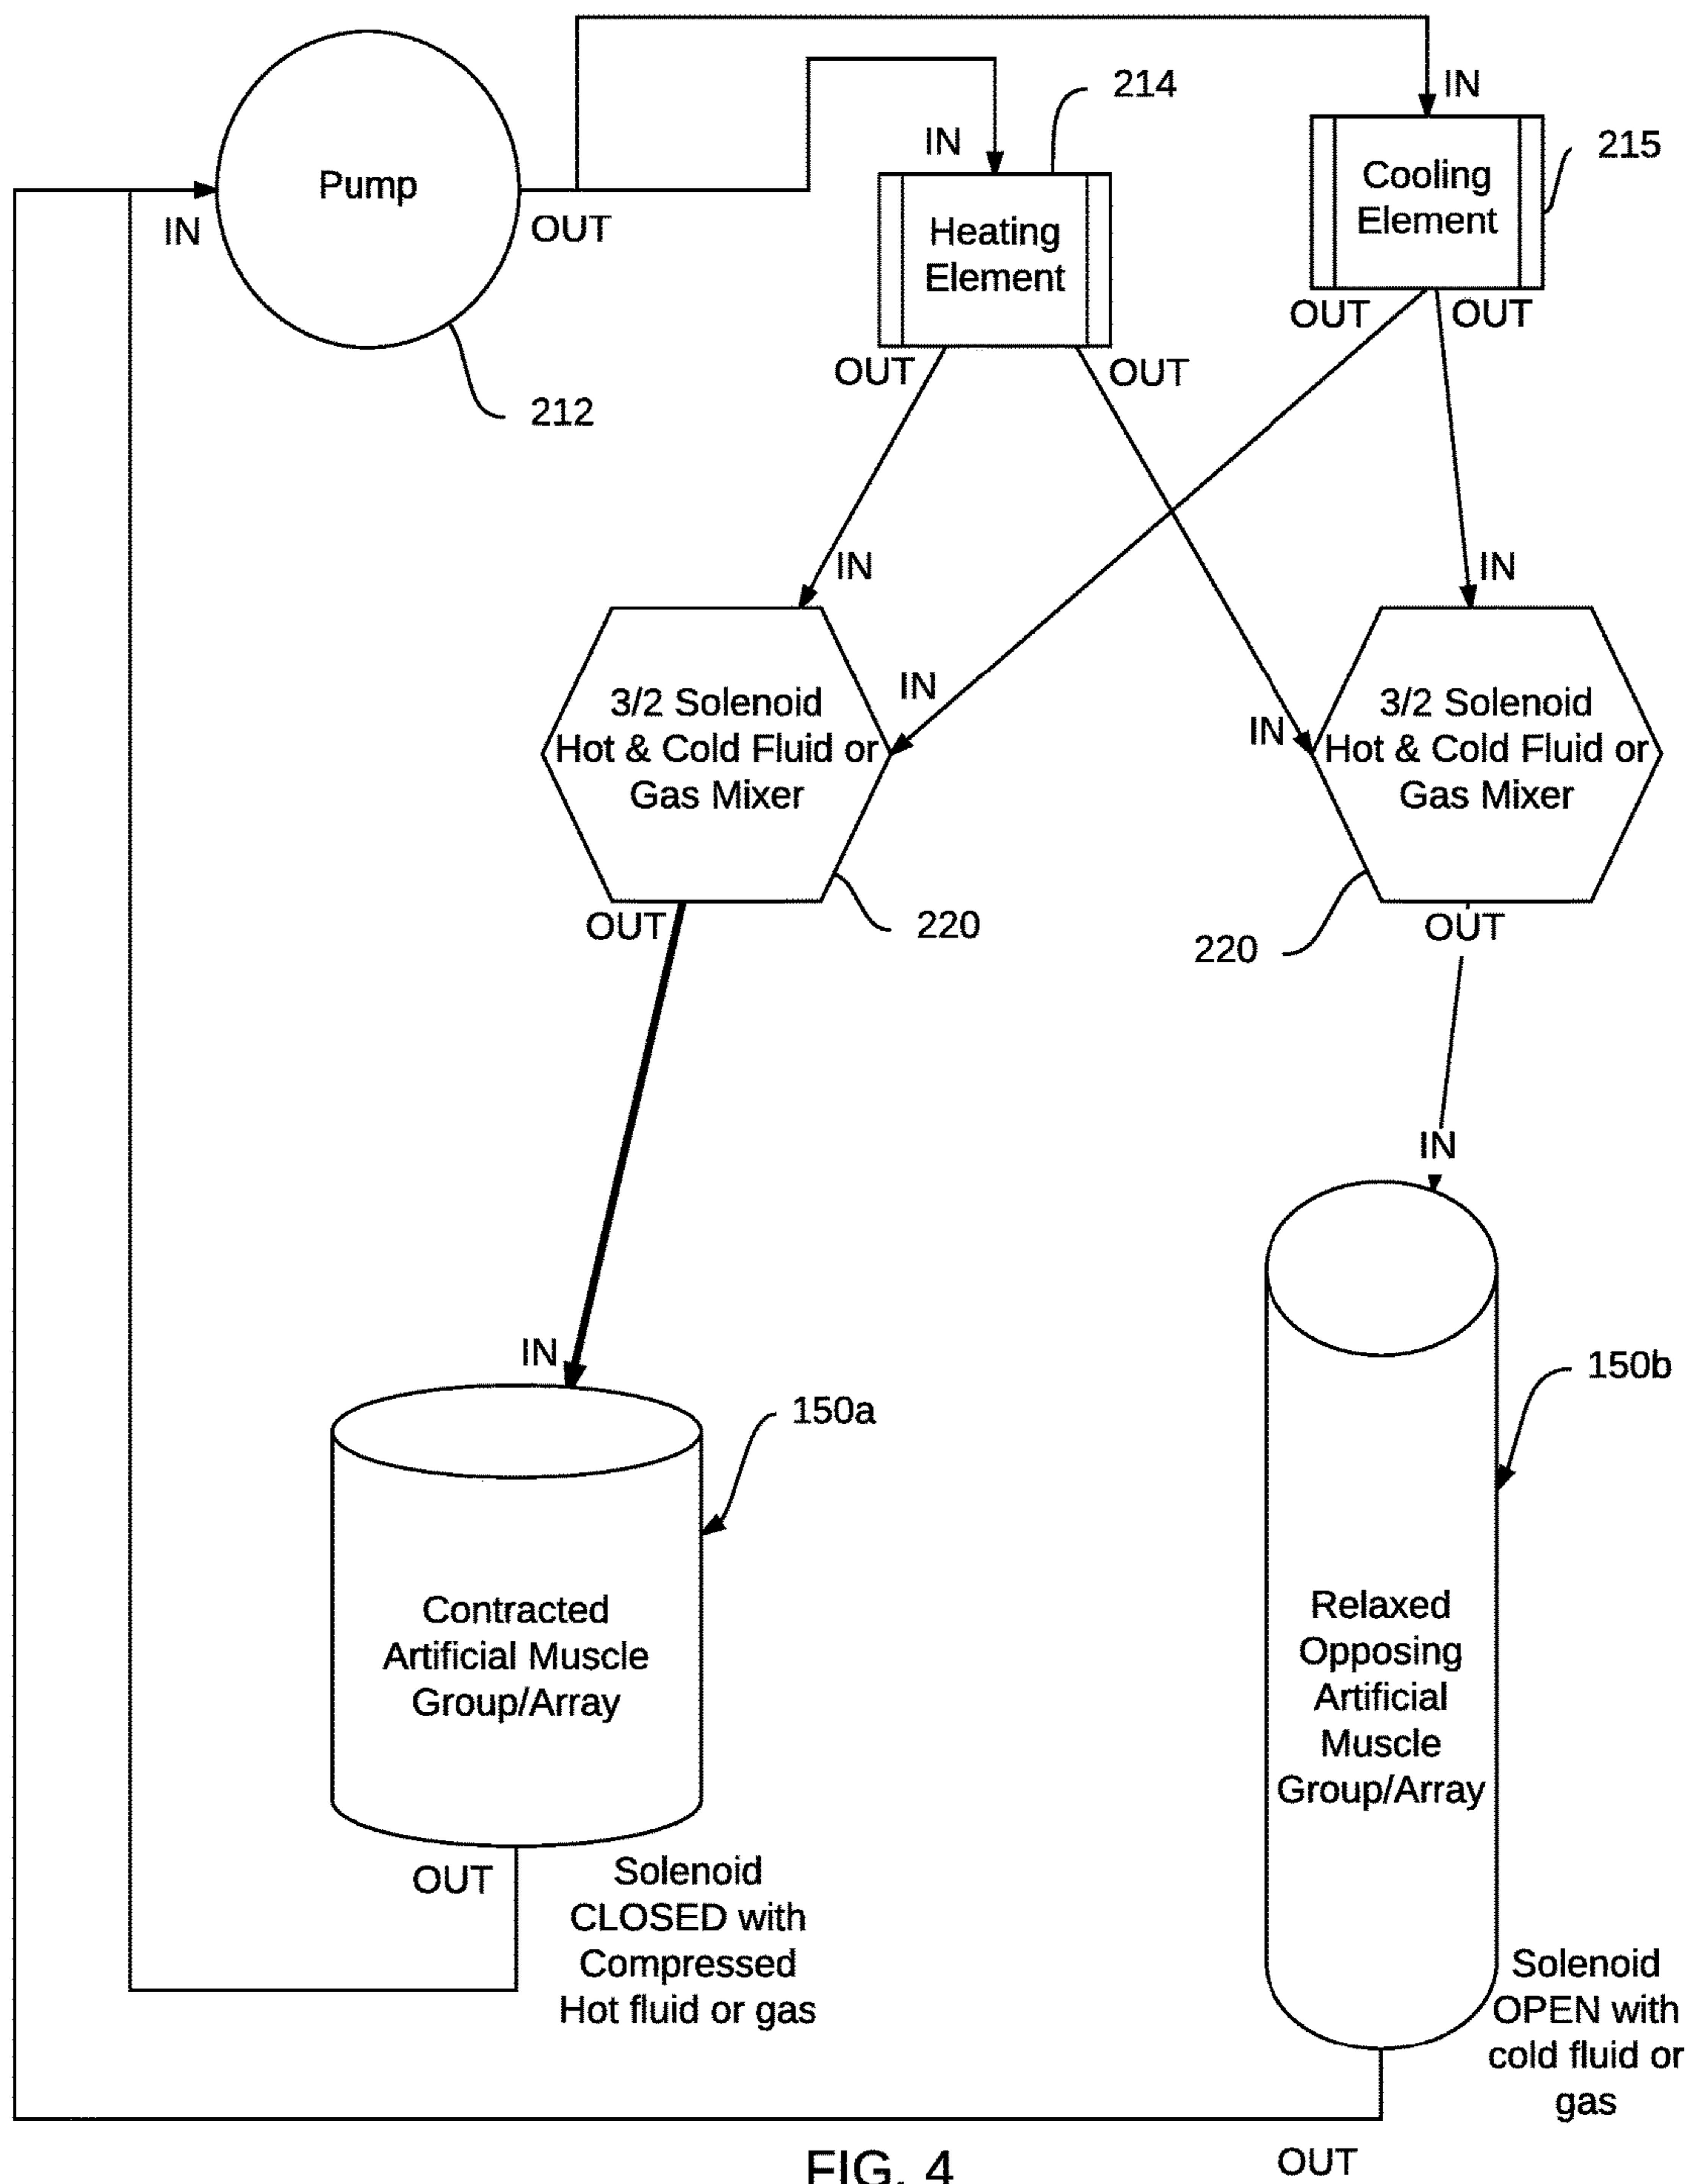 IN
214
IN
215
Cooling
Element
Pump
IN
OUT
Heating
Element
OUT
OUT
OUT
OUT
212
IN
IN
IN
IN
3/2 Solenoid
Hot & Cold Fluid or
Gas Mixer
3/2 Solenoid
Hot & Cold Fluid or
Gas Mixer
OUT
220
220
OUT
IN
IN
150a
150b
Contracted
Artificial Muscle
Group/Array
Relaxed
Opposing
Artificial
Muscle
Group/Array
OUT
Solenoid
CLOSED with
Compressed
Hot fluid or gas
Solenoid
OPEN with
cold fluid or
gas
OUT
FIG. 4